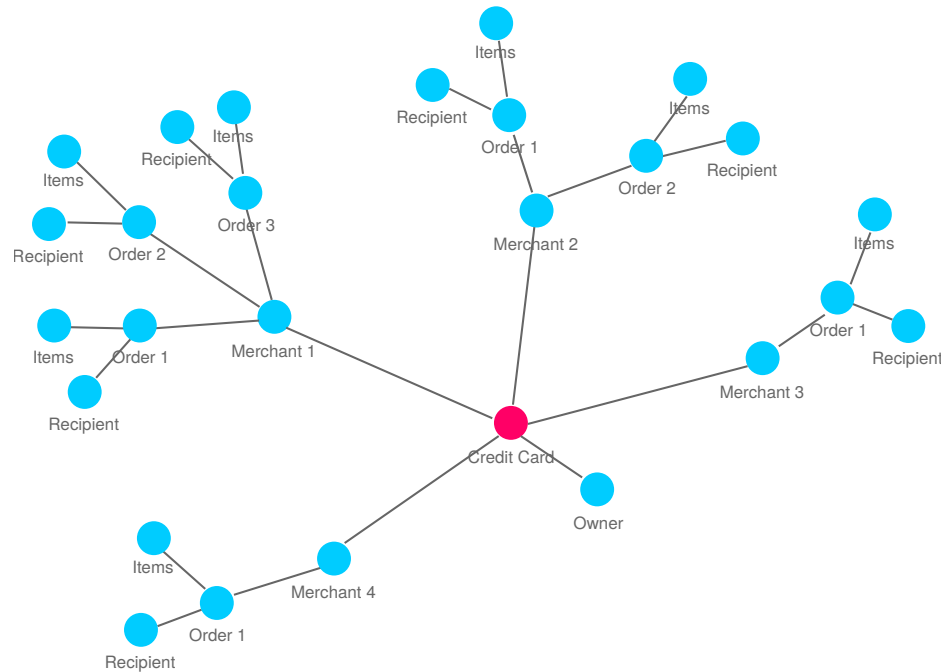 Items
Recipient
Order 1
Items
Recipient
Order 2
Merchant 2
Items
Recipient
Order 3
Items
Recipient
Order 2
Items
Order 1
Recipient
Merchant 1
Items
Order 1
Recipient
Merchant 3
Credit Card
Owner
Merchant 4
Items
Order 1
Recipient